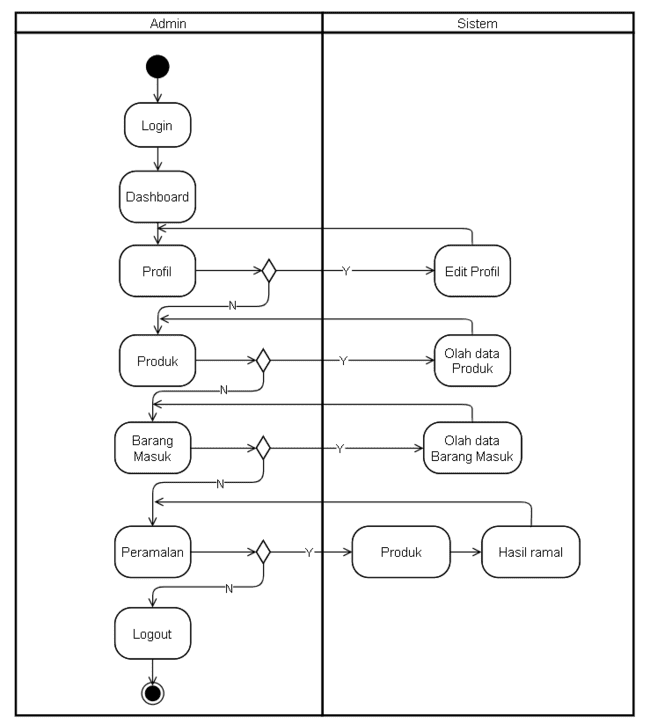 Admin
Sistem
Login
Dashboard
Profil
Y
Edit Profil
N
Produk
Y
Olah data
Produk
N
Barang
Masuk
Y
Olah data
Barang Masuk
N
Peramalan
Y
Produk
Hasil ramal
N
Logout